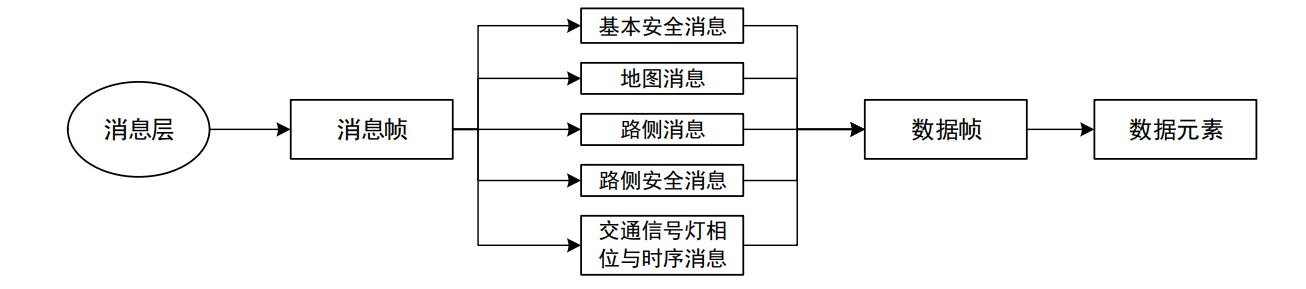 消息层
消息帧
基本安全消息
地图消息
路侧消息
路侧安全消息
交通信号灯相
位与时序消息
数据帧
数据元素